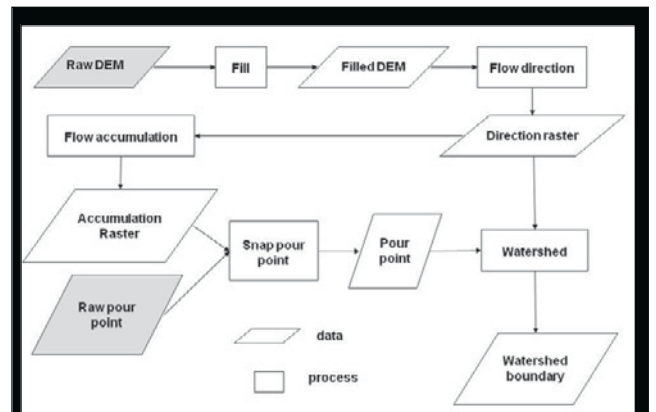 Raw DEM
Fill
Filled DEM
Flow direction
Flow accumulation
Direction raster
Accumulation
Raster
Snap pour
point
Pour
point
Watershed
Raw pour
point
data
process
Watershed
boundary